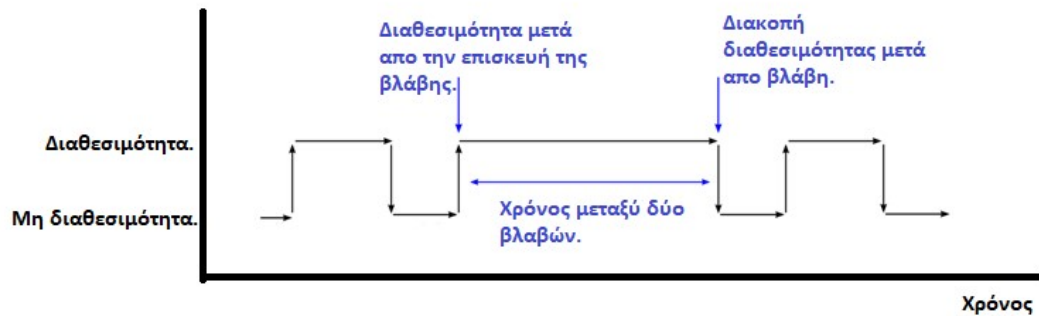 Διαθεσιμότητα μετά
απο την επισκευή της
βλάβης.
Διακοπή
διαθεσιμότητας μετά
απο βλάβη.
Διαθεσιμότητα.
Μη διαθεσιμότητα.
Χρόνος μεταξύ δύο
βλαβών.
Χρόνος